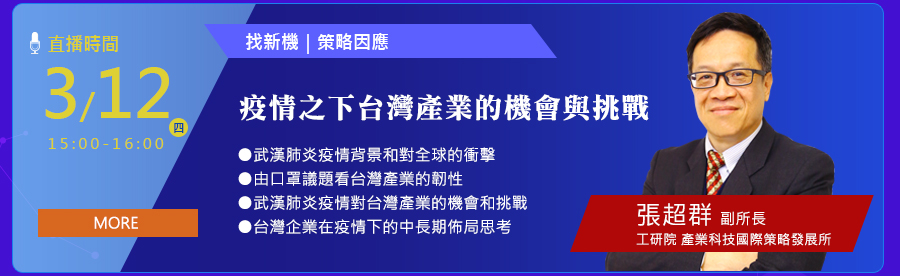 直播時間
3/12
四
15:00-16:00
MORE
找新機｜策略因應
疫情之下台灣產業的機會與挑戰
●武漢肺炎疫情背景和對全球的衝擊
●由口罩議題看台灣產業的韌性
●武漢肺炎疫情對台灣產業的機會和挑戰
●台灣企業在疫情下的中長期佈局思考
張超群 副所長
工研院 產業科技國際策略發展所